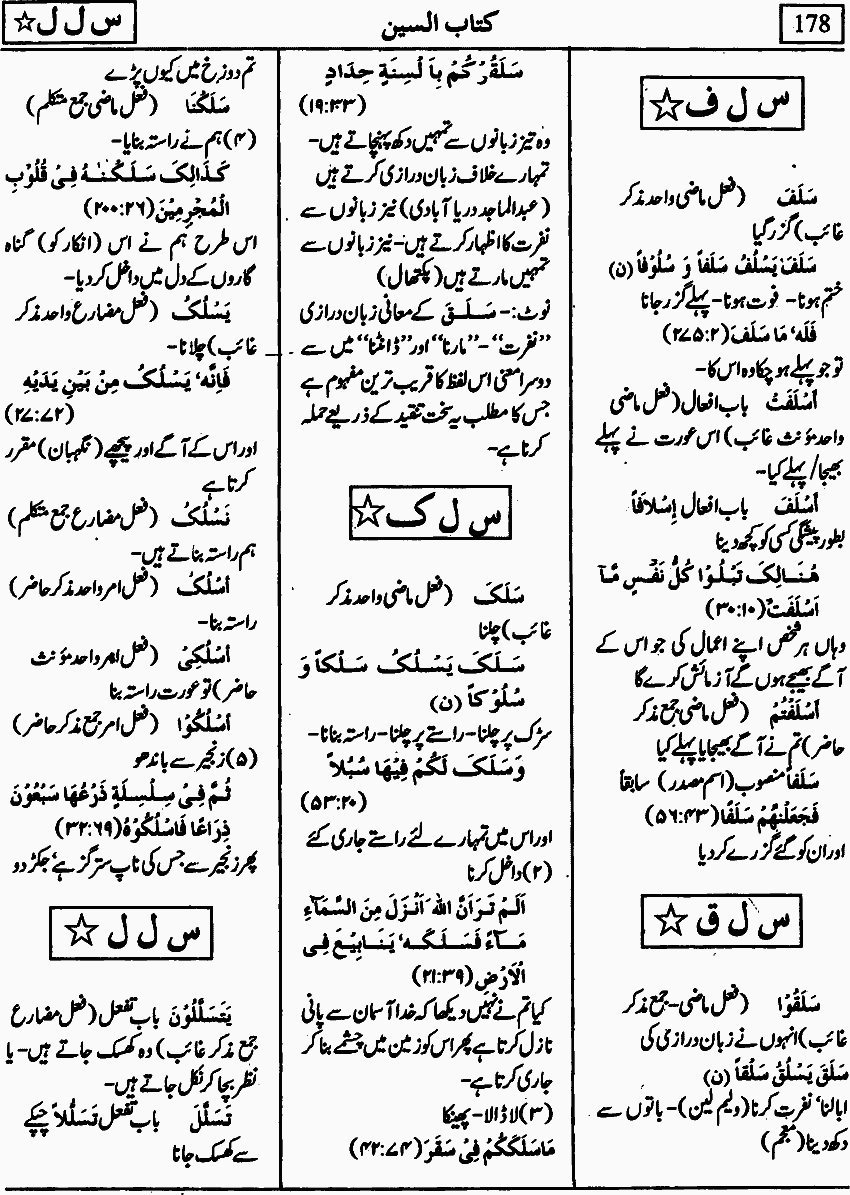 178
کتاب السین
س ل ل ☆
س ل ف ☆
سَلَفَ (فعل ماضی واحد مذکر
غائب) گزر گیا
سَلَفَ یَسْلُفُ سَلَفاً وَ سُلُوْفاً (ن)
ختم ہونا- فوت ہونا- پہلے گزر جانا
فَلَهٗ مَا سَلَفَ (۲۷۵:۲)
تو جو پہلے ہو چکا وہ اس کا-
اَسْلَفَتْ باب افعال (فعل ماضی
واحد مؤنث غائب) اس عورت نے پہلے
بھیجا/ پہلے کیا-
اَسْلَفَ باب افعال اِسْلَافاً
بطور پیشگی کسی کو کچھ دینا
هُنَالِکَ تَبْلُوْا کُلُّ نَفْسٍ مَّآ
اَسْلَفَتْ (۳۰:۱۰)
وہاں ہر شخص اپنے اعمال کی جو اس کے
آگے بھیجے ہوں گے آزمائش کرے گا
اَسْلَفْتُمْ (فعل ماضی جمع مذکر
حاضر) تم نے آگے بھیجا یا پہلے کیا
سَلَفاً منصوب (اسم مصدر) سابقاً
فَجَعَلْنٰهُمْ سَلَفًا (۵۶:۴۳)
اور ان کو گئے گزرے کر دیا
س ل ق ☆
سَلَقُوْا (فعل ماضی- جمع مذکر
غائب) انہوں نے زبان درازی کی
سَلَقَ یَسْلُقُ سَلْقاً (ن)
ابالنا٬ نفرت کرنا (ولیم لین)- باتوں سے
دکھ دینا (معجم)
سَلَقُوْکُمْ بِاَلْسِنَةٍ حِدَادٍ
(۱۹:۳۳)
وہ تیز زبانوں سے تمہیں دکھ پہنچاتے ہیں-
تمہارے خلاف زبان درازی کرتے ہیں
(عبدالماجد دریا آبادی) تیز زبانوں سے
نفرت کا اظہار کرتے ہیں- تیز زبانوں سے
تمہیں مارتے ہیں (پکتھال)
نوٹ:- سَلَقَ کے معانی زبان درازی
”نفرت“- ”مارنا“ اور ”ڈانٹنا“ میں سے
دوسرا معنی اس لفظ کا قریب ترین مفہوم ہے
جس کا مطلب یہ سخت تنقید کے ذریعے حملہ
کرنا ہے-
س ل ک ☆
سَلَکَ (فعل ماضی واحد مذکر
غائب) چلنا
سَلَکَ یَسْلُکُ سَلْکاً وَ
سُلُوْکاً (ن)
سڑک پر چلنا- راستے پر چلنا- راستہ بنانا-
وَسَلَکَ لَکُمْ فِیْهَا سُبُلاً
(۵۳:۲۰)
اور اس میں تمہارے لئے راستے جاری کئے
(۲) داخل کرنا
اَلَمْ تَرَ اَنَّ اللّٰهَ اَنْزَلَ مِنَ السَّمَآءِ
مَآءً فَسَلَکَهٗ یَنَابِیْعَ فِی
الْاَرْضِ (۲۱:۳۹)
کیا تم نے نہیں دیکھا کہ خدا آسمان سے پانی
نازل کرتا ہے پھر اس کو زمین میں چشمے بنا کر
جاری کرتا ہے-
(۳) لا ڈالا- پھینکا
مَاسَلَکَکُمْ فِیْ سَقَرَ (۴۲:۷۴)
تم دوزخ میں کیوں پڑے
سَلَکْنَا (فعل ماضی جمع متکلم)
(۴) ہم نے راستہ بنایا-
کَذَالِکَ سَلَکْنٰهُ فِیْ قُلُوْبِ
الْمُجْرِمِیْنَ (۲۰۰:۲۶)
اس طرح ہم نے اس (انکار کو) گناہ
گاروں کے دل میں داخل کر دیا-
یَسْلُکُ (فعل مضارع واحد مذکر
غائب) چلانا-
فَاِنَّهٗ یَسْلُکُ مِنْ بَیْنِ یَدَیْهِ
(۲۷:۷۲)
اور اس کے آگے اور پیچھے (نگہبان) مقرر
کرتا ہے
نَسْلُکُ (فعل مضارع جمع متکلم)
ہم راستہ بناتے ہیں-
اُسْلُکْ (فعل امر واحد مذکر حاضر)
راستہ بنا-
اُسْلُکِیْ (فعل امر واحد مؤنث
حاضر) تو عورت راستہ بنا
اُسْلُکُوْا (فعل امر جمع مذکر حاضر)
(۵) زنجیر سے باندھو
ثُمَّ فِیْ سِلْسِلَةٍ ذَرْعُهَا سَبْعُوْنَ
ذِرَاعًا فَاسْلُکُوْهُ (۳۲:۶۹)
پھر زنجیر سے جس کی ناپ ستر گز ہے٬ جکڑ دو
س ل ل ☆
یَتَسَلَّلُوْنَ باب تفعل (فعل مضارع
جمع مذکر غائب) وہ کھسک جاتے ہیں- یا
نظر بچا کر نکل جاتے ہیں-
تَسَلَّلَ باب تفعل تَسَلُّلاً چپکے
سے کھسک جانا